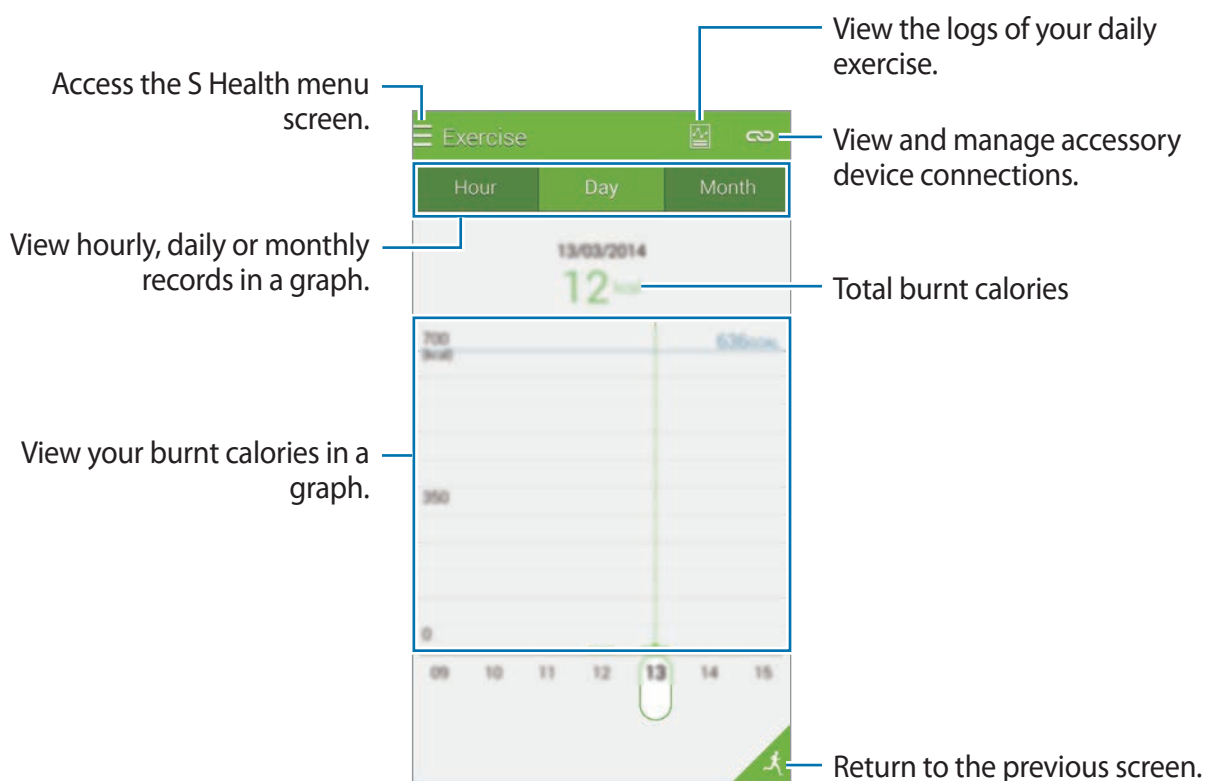 View the logs of your daily
exercise.
Access the S Health menu
screen.
Exercise
View and manage accessory
device connections.
Hour Day Month
View hourly, daily or monthly
records in a graph.
13/03/2014
12 kcal
Total burnt calories
700
(kcal)
636 GOAL
View your burnt calories in a
graph.
350
0
09 10 11 12 13 14 15
Return to the previous screen.